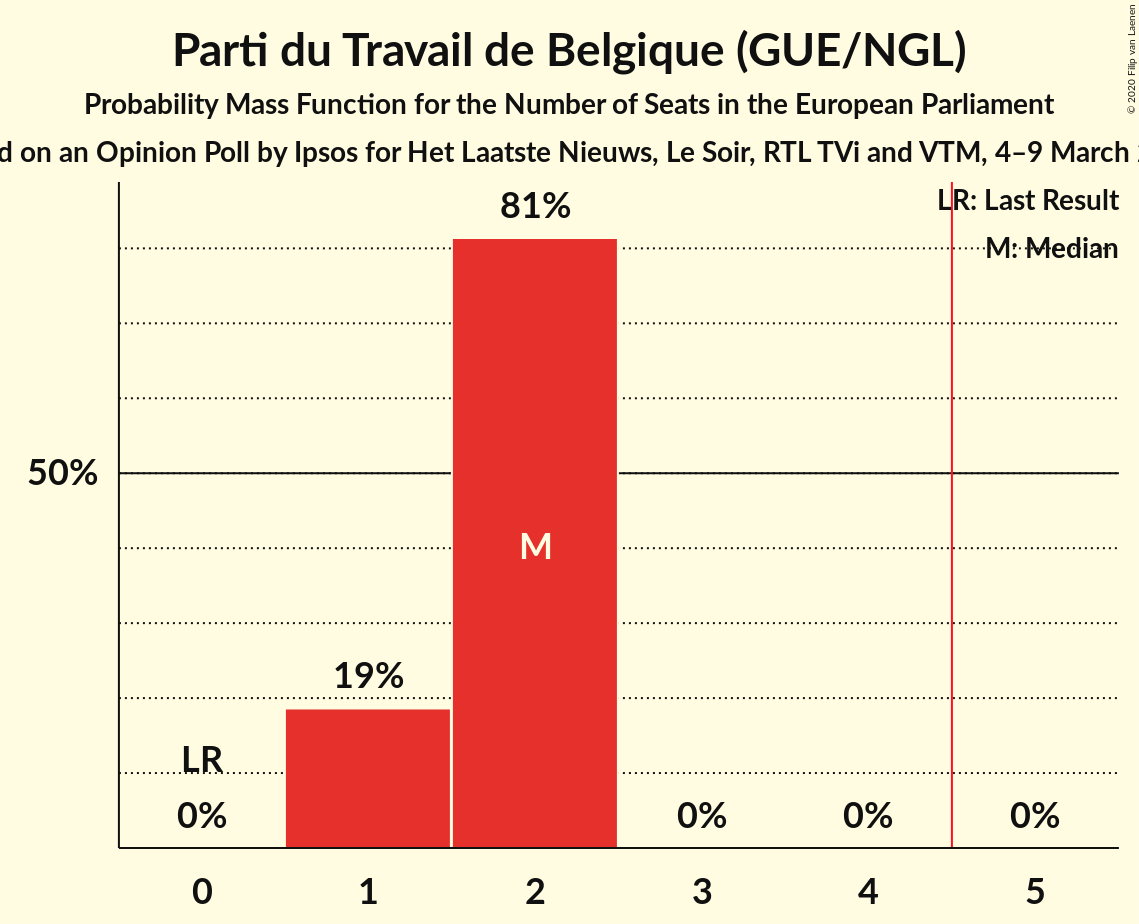 Parti du Travail de Belgique (GUE/NGL)
Probability Mass Function for the Number of Seats in the European Parliament
on an Opinion Poll by Ipsos for Het Laatste Nieuws, Le Soir, RTL TVi and VTM, 4–9 March
© 2020 Filip van Laenen
LR: Last Result
M: Median
81%
50%
M
19%
LR
0% 0% 0% 0%
0 1 2 3 4 5